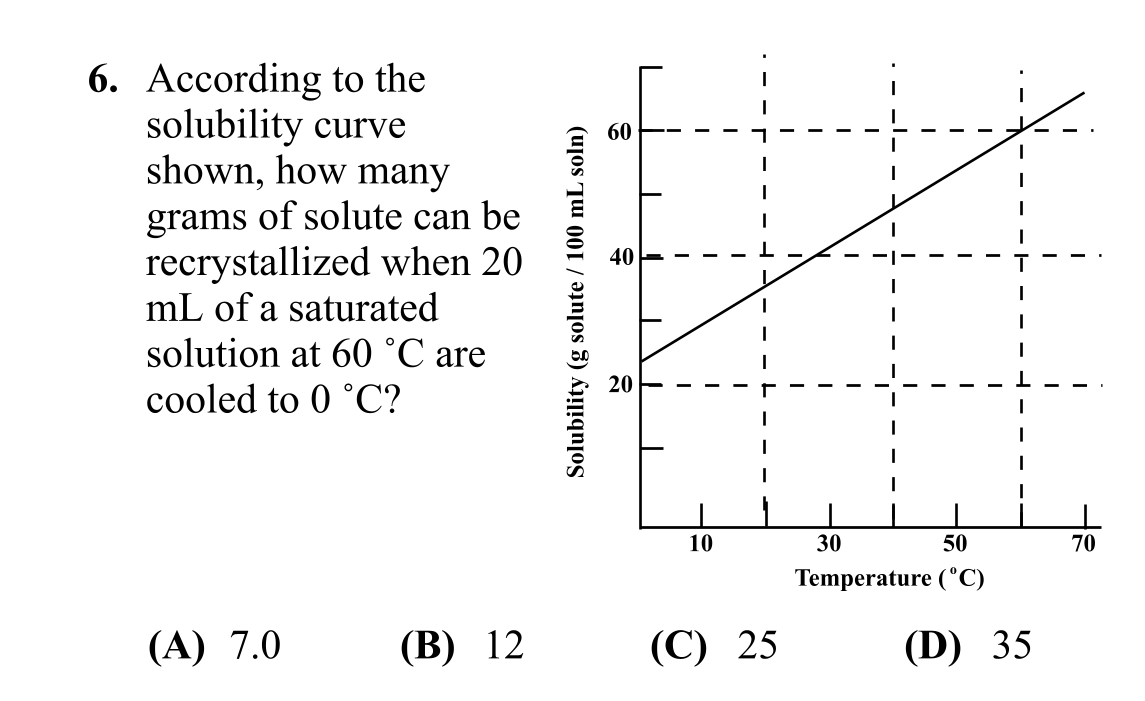 6. According to the
solubility curve
shown, how many
grams of solute can be
recrystallized when 20
mL of a saturated
solution at 60 ˚C are
cooled to 0 ˚C?
Solubility (g solute / 100 mL soln)
60
40
20
10 30 50 70
Temperature (˚C)
(A) 7.0 (B) 12 (C) 25 (D) 35